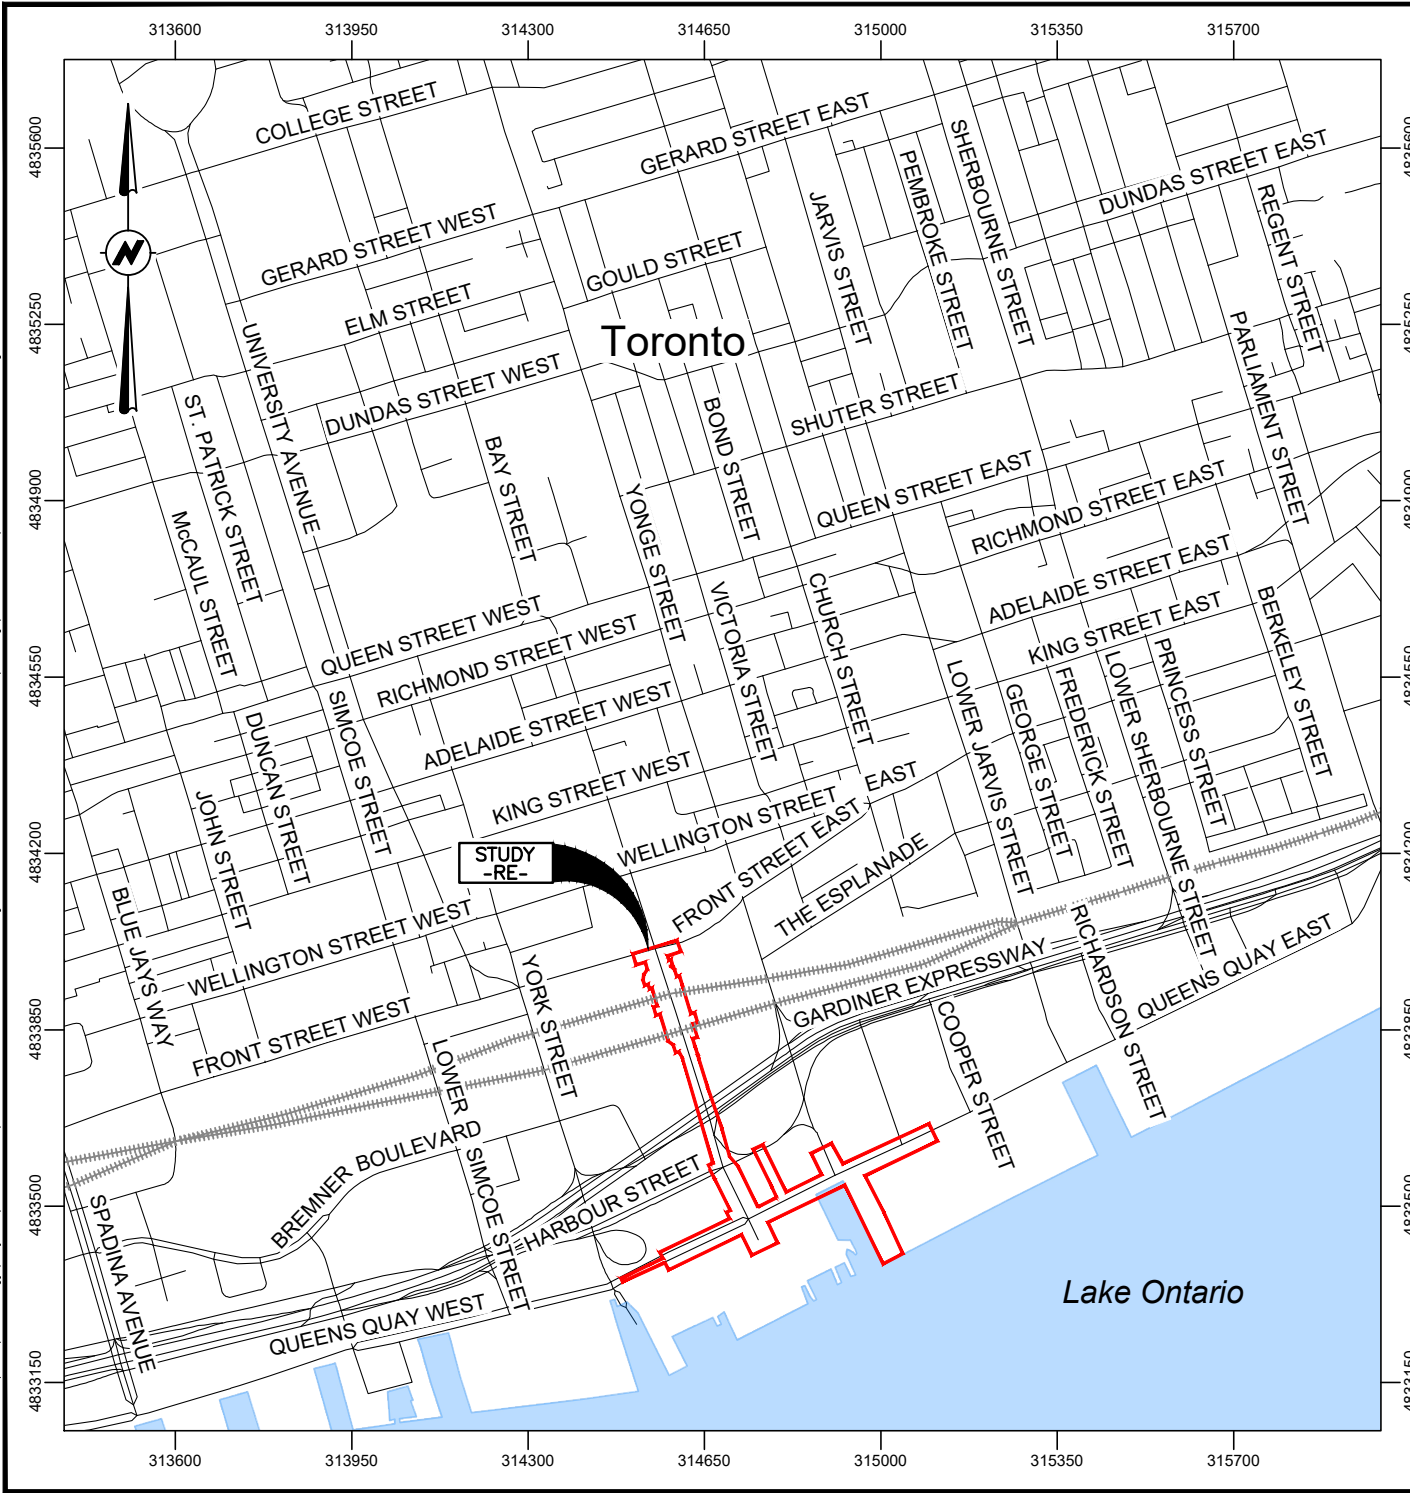 313600 313950 314300 314650 315000 315350 315700
4835600
4835250
4834900
4834550
4834200
4833850
4833500
4833150
4835600
4835250
4834900
4834550
4834200
4833850
4833500
4833150
COLLEGE STREET
GERARD STREET EAST
SHERBOURNE STREET
PEMBROKE STREET
DUNDAS STREET EAST
REGENT STREET
JARVIS STREET
GERARD STREET WEST
GOULD STREET
ELM STREET
N
Toronto
UNIVERSITY AVENUE
PARLIAMENT STREET
DUNDAS STREET WEST
SHUTER STREET
ST. PATRICK STREET
BOND STREET
BAY STREET
QUEEN STREET EAST
RICHMOND STREET EAST
YONGE STREET
McCAUL STREET
ADELAIDE STREET EAST
CHURCH STREET
VICTORIA STREET
KING STREET EAST
BERKELEY STREET
QUEEN STREET WEST
RICHMOND STREET WEST
PRINCESS STREET
LOWER SHERBOURNE STREET
FREDERICK STREET
GEORGE STREET
LOWER JARVIS STREET
SIMCOE STREET
ADELAIDE STREET WEST
DUNCAN STREET
KING STREET WEST
JOHN STREET
WELLINGTON STREET EAST
FRONT STREET EAST
THE ESPLANADE
STUDY
-RE-
BLUE JAYS WAY
WELLINGTON STREET WEST
FRONT STREET WEST
YORK STREET
RICHARDSON STREET
GARDINER EXPRESSWAY
QUEENS QUAY EAST
COOPER STREET
LOWER SIMCOE STREET
BREMNER BOULEVARD
HARBOUR STREET
SPADINA AVENUE
QUEENS QUAY WEST
Lake Ontario
313600 313950 314300 314650 315000 315350 315700